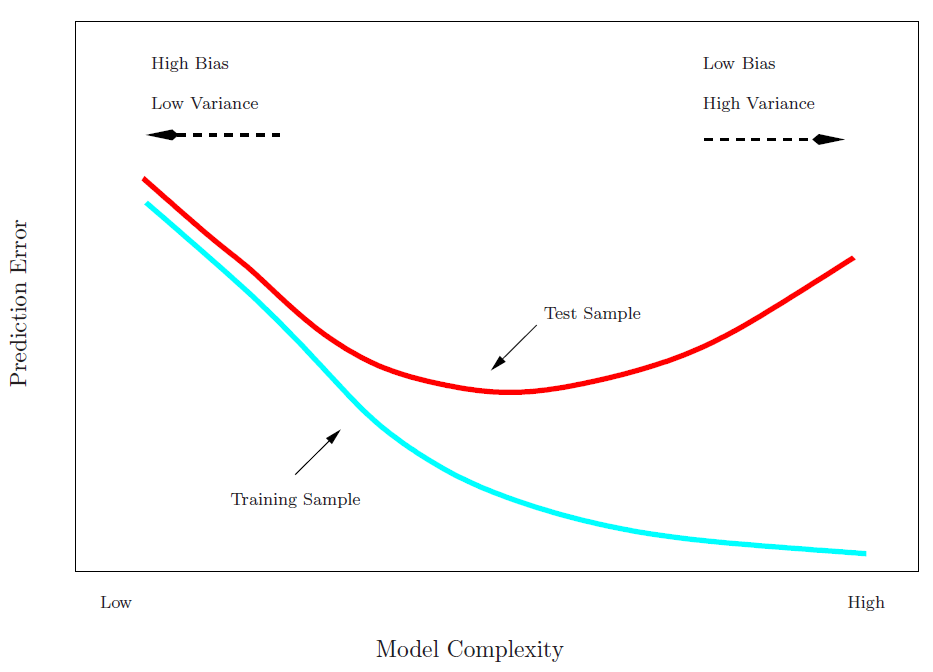 High Bias
Low Variance
Low Bias
High Variance
Prediction Error
Test Sample
Training Sample
Low
High
Model Complexity